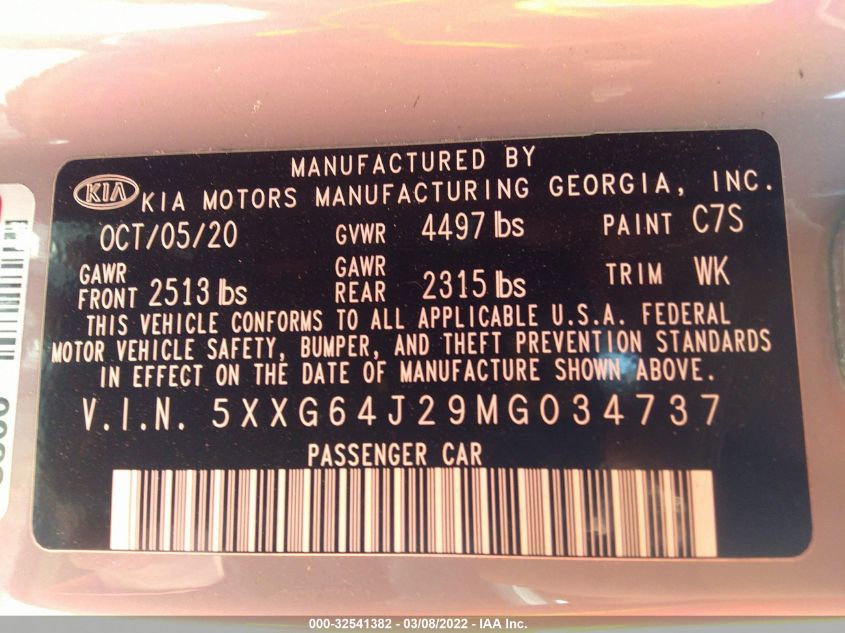 MANUFACTURED BY
KIA KIA MOTORS MANUFACTURING GEORGIA, INC.
OCT/05/20 GVWR 4497 lbs PAINT C7S
GAWR FRONT 2513 lbs GAWR REAR 2315 lbs TRIM WK
THIS VEHICLE CONFORMS TO ALL APPLICABLE U.S.A. FEDERAL
MOTOR VEHICLE SAFETY, BUMPER, AND THEFT PREVENTION STANDARDS
IN EFFECT ON THE DATE OF MANUFACTURE SHOWN ABOVE.
V.I.N. 5XXG64J29MG034737
PASSENGER CAR
000-32541382 - 03/08/2022 - IAA Inc.